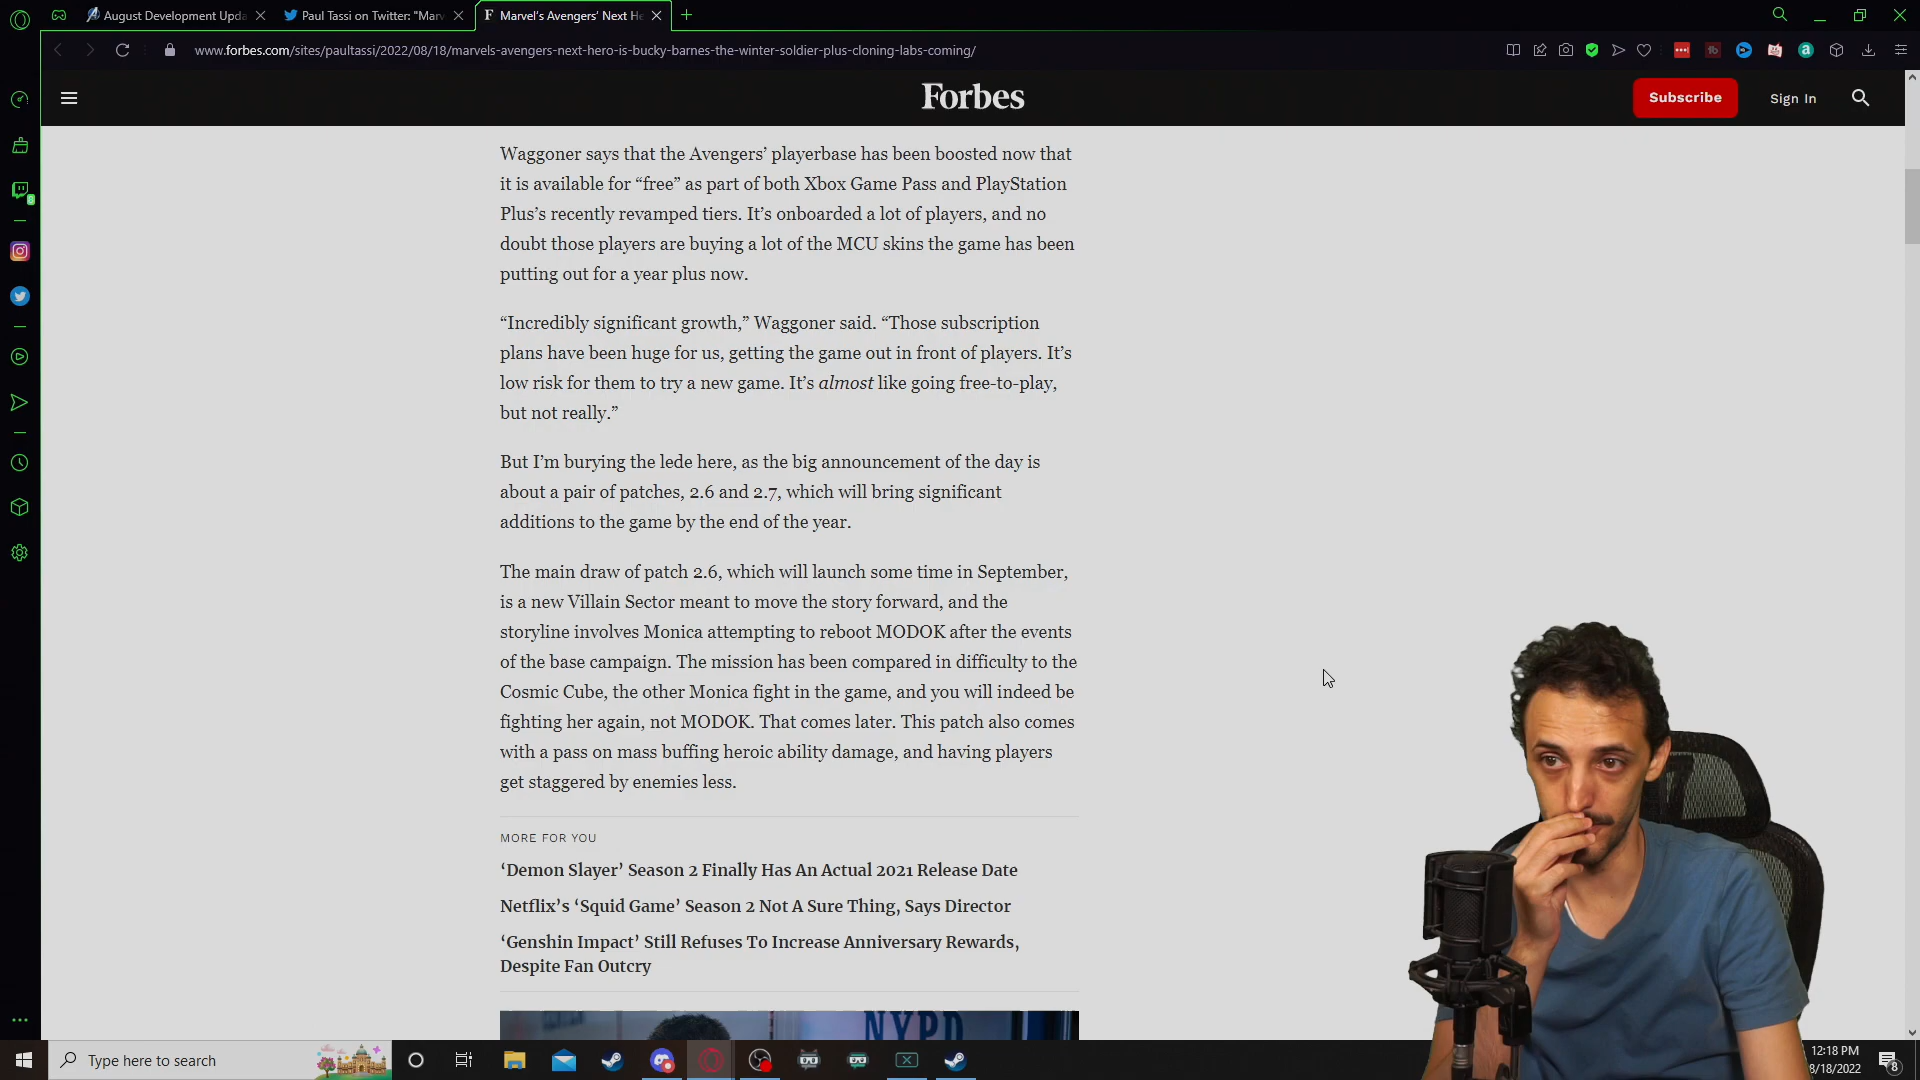 August Development Upda
Paul Tassi on Twitter: "Marv
F Marvel's Avengers' Next He
www.forbes.com/sites/paultassi/2022/08/18/marvels-avengers-next-hero-is-bucky-barnes-the-winter-soldier-plus-cloning-labs-coming/
Forbes
Subscribe
Sign In
Waggoner says that the Avengers’ playerbase has been boosted now that
it is available for “free” as part of both Xbox Game Pass and PlayStation
Plus’s recently revamped tiers. It’s onboarded a lot of players, and no
doubt those players are buying a lot of the MCU skins the game has been
putting out for a year plus now.
“Incredibly significant growth,” Waggoner said. “Those subscription
plans have been huge for us, getting the game out in front of players. It’s
low risk for them to try a new game. It’s almost like going free-to-play,
but not really.”
But I’m burying the lede here, as the big announcement of the day is
about a pair of patches, 2.6 and 2.7, which will bring significant
additions to the game by the end of the year.
The main draw of patch 2.6, which will launch some time in September,
is a new Villain Sector meant to move the story forward, and the
storyline involves Monica attempting to reboot MODOK after the events
of the base campaign. The mission has been compared in difficulty to the
Cosmic Cube, the other Monica fight in the game, and you will indeed be
fighting her again, not MODOK. That comes later. This patch also comes
with a pass on mass buffing heroic ability damage, and having players
get staggered by enemies less.
MORE FOR YOU
‘Demon Slayer’ Season 2 Finally Has An Actual 2021 Release Date
Netflix’s ‘Squid Game’ Season 2 Not A Sure Thing, Says Director
‘Genshin Impact’ Still Refuses To Increase Anniversary Rewards,
Despite Fan Outcry
NYPD
Type here to search
12:18 PM
8/18/2022
8